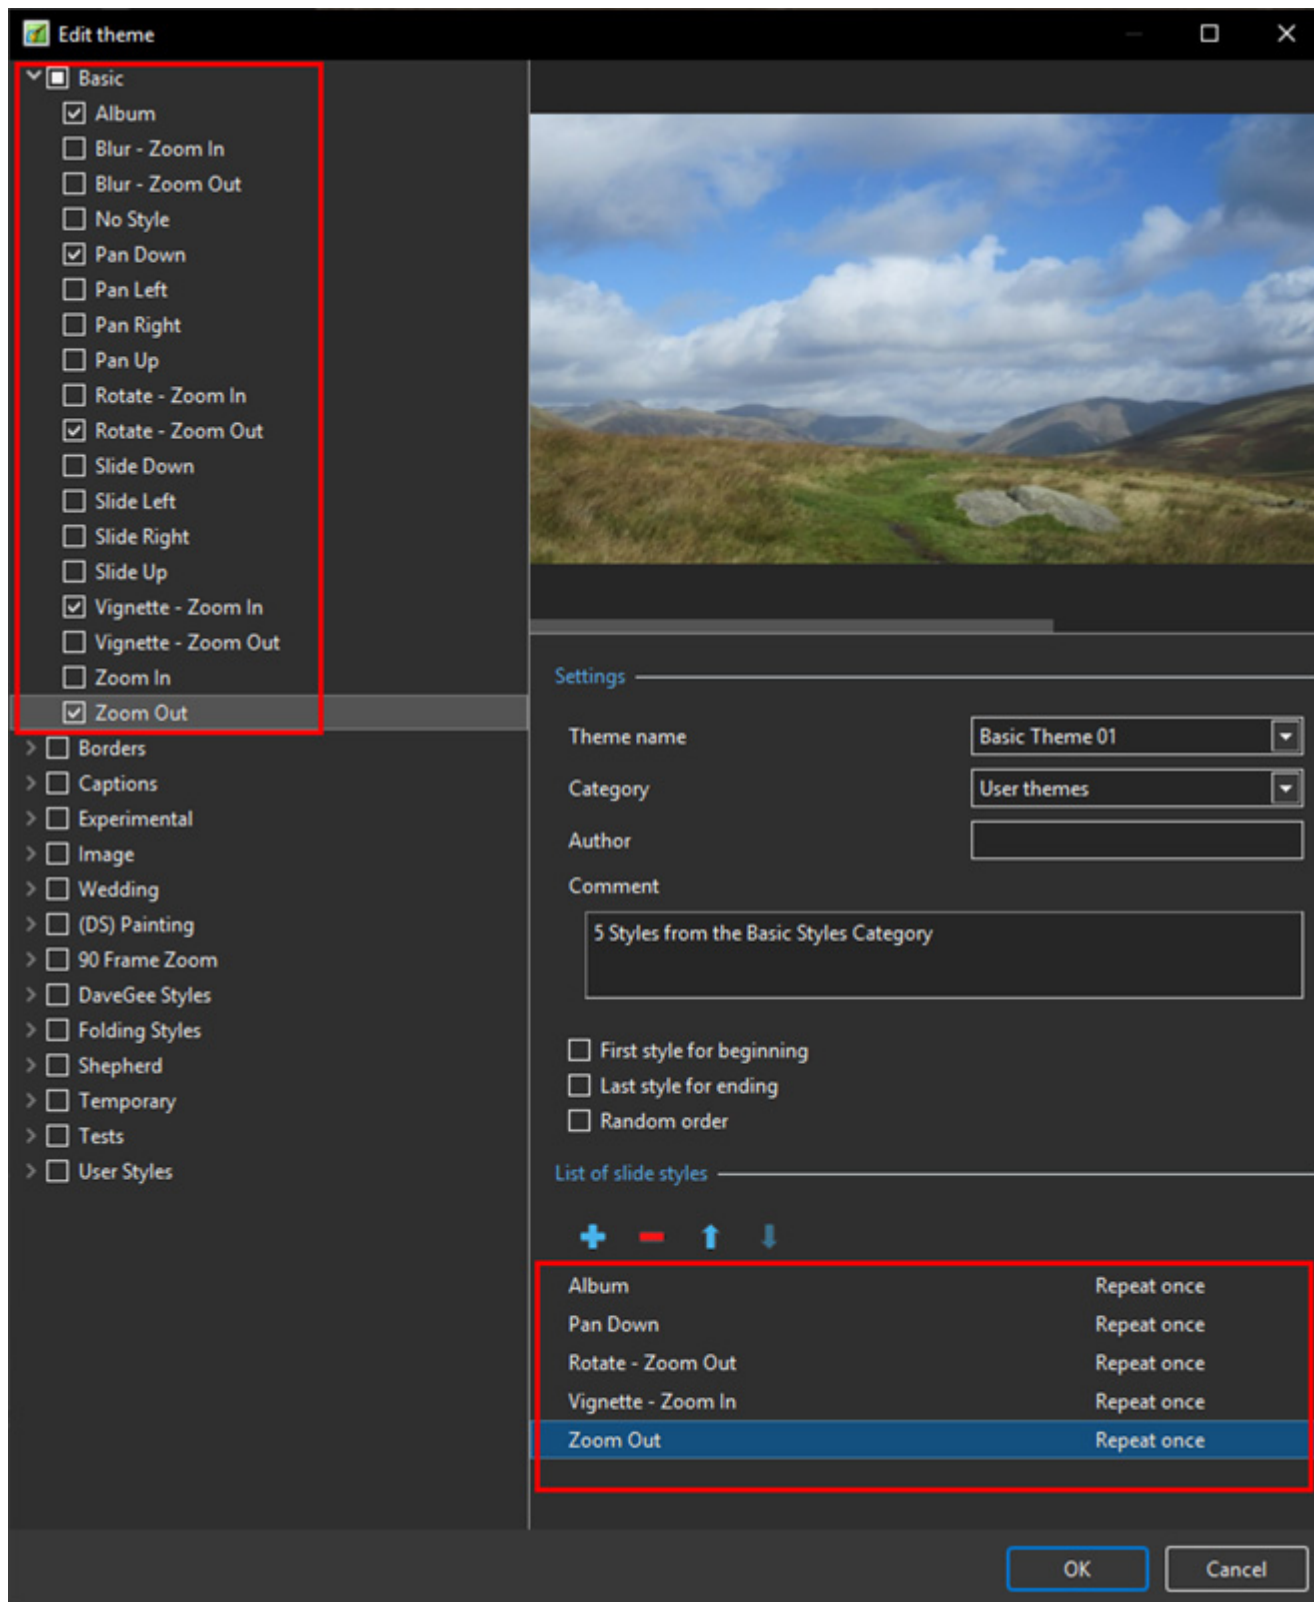 Edit theme
Basic
Album
Blur - Zoom In
Blur - Zoom Out
No Style
Pan Down
Pan Left
Pan Right
Pan Up
Rotate - Zoom In
Rotate - Zoom Out
Slide Down
Slide Left
Slide Right
Slide Up
Vignette - Zoom In
Vignette - Zoom Out
Zoom In
Zoom Out
Borders
Captions
Experimental
Image
Wedding
(DS) Painting
90 Frame Zoom
DaveGee Styles
Folding Styles
Shepherd
Temporary
Tests
User Styles
Settings
Theme name Basic Theme 01
Category User themes
Author
Comment
5 Styles from the Basic Styles Category
First style for beginning
Last style for ending
Random order
List of slide styles
Album Repeat once
Pan Down Repeat once
Rotate - Zoom Out Repeat once
Vignette - Zoom In Repeat once
Zoom Out Repeat once
OK Cancel